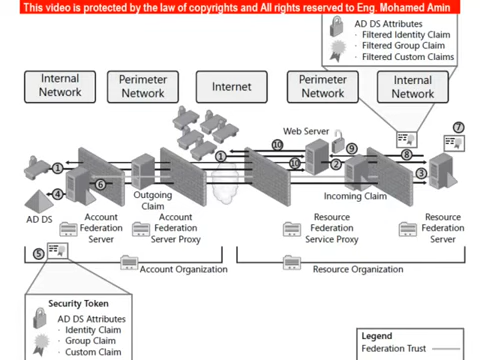 This video is protected by the law of copyrights and All rights reserved to Eng. Mohamed Amin
AD DS Attributes
· Filtered Identity Claim
· Filtered Group Claim
· Filtered Custom Claims
Internal Network
Perimeter Network
Internet
Perimeter Network
Internal Network
Web Server
7
1
10
1
10
9
2
8
3
4
6
AD DS
Outgoing Claim
Incoming Claim
Account Federation Server
Account Federation Server Proxy
Resource Federation Service Proxy
Resource Federation Server
5
Account Organization
Resource Organization
Security Token
AD DS Attributes
· Identity Claim
· Group Claim
· Custom Claim
Legend
Federation Trust